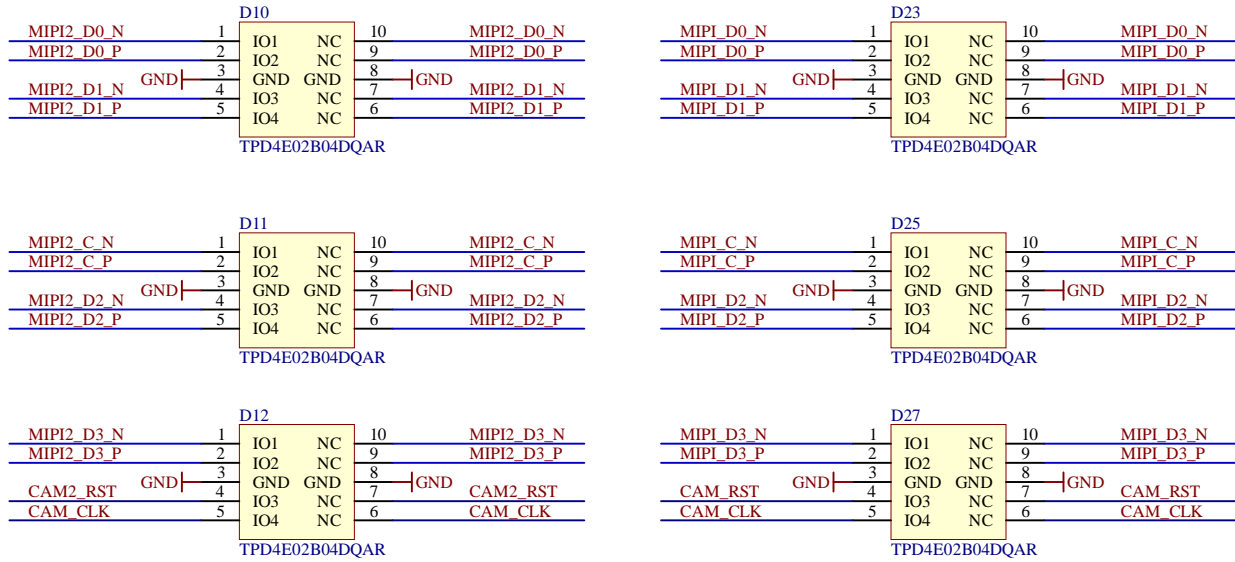 D10
MIPI2_D0_N 1 IO1 NC 10 MIPI2_D0_N
MIPI2_D0_P 2 IO2 NC 9 MIPI2_D0_P
GND 3 GND GND 8 GND
MIPI2_D1_N 4 IO3 NC 7 MIPI2_D1_N
MIPI2_D1_P 5 IO4 NC 6 MIPI2_D1_P
TPD4E02B04DQAR
D23
MIPI_D0_N 1 IO1 NC 10 MIPI_D0_N
MIPI_D0_P 2 IO2 NC 9 MIPI_D0_P
GND 3 GND GND 8 GND
MIPI_D1_N 4 IO3 NC 7 MIPI_D1_N
MIPI_D1_P 5 IO4 NC 6 MIPI_D1_P
TPD4E02B04DQAR
D11
MIPI2_C_N 1 IO1 NC 10 MIPI2_C_N
MIPI2_C_P 2 IO2 NC 9 MIPI2_C_P
GND 3 GND GND 8 GND
MIPI2_D2_N 4 IO3 NC 7 MIPI2_D2_N
MIPI2_D2_P 5 IO4 NC 6 MIPI2_D2_P
TPD4E02B04DQAR
D25
MIPI_C_N 1 IO1 NC 10 MIPI_C_N
MIPI_C_P 2 IO2 NC 9 MIPI_C_P
GND 3 GND GND 8 GND
MIPI_D2_N 4 IO3 NC 7 MIPI_D2_N
MIPI_D2_P 5 IO4 NC 6 MIPI_D2_P
TPD4E02B04DQAR
D12
MIPI2_D3_N 1 IO1 NC 10 MIPI2_D3_N
MIPI2_D3_P 2 IO2 NC 9 MIPI2_D3_P
GND 3 GND GND 8 GND
CAM2_RST 4 IO3 NC 7 CAM2_RST
CAM_CLK 5 IO4 NC 6 CAM_CLK
TPD4E02B04DQAR
D27
MIPI_D3_N 1 IO1 NC 10 MIPI_D3_N
MIPI_D3_P 2 IO2 NC 9 MIPI_D3_P
GND 3 GND GND 8 GND
CAM_RST 4 IO3 NC 7 CAM_RST
CAM_CLK 5 IO4 NC 6 CAM_CLK
TPD4E02B04DQAR